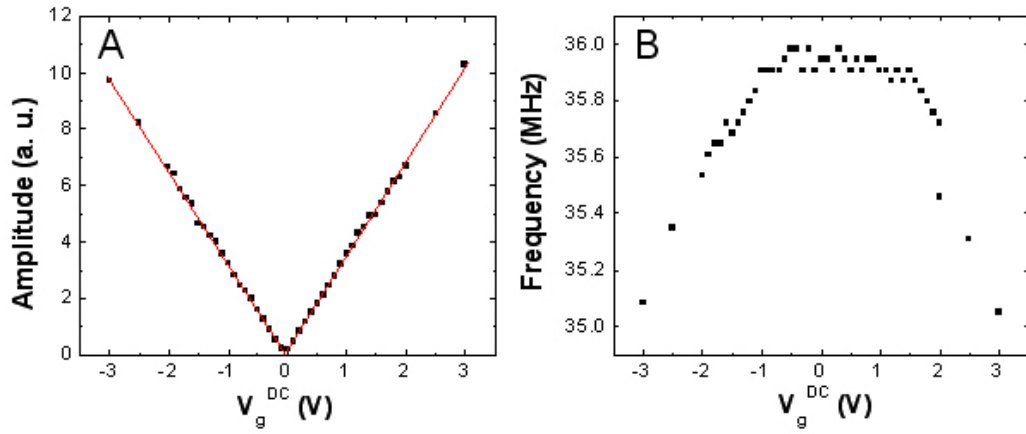 A
Amplitude (a. u.)
12
10
8
6
4
2
0
-3 -2 -1 0 1 2 3
V_g^DC (V)
B
Frequency (MHz)
36.0
35.8
35.6
35.4
35.2
35.0
-3 -2 -1 0 1 2 3
V_g^DC (V)